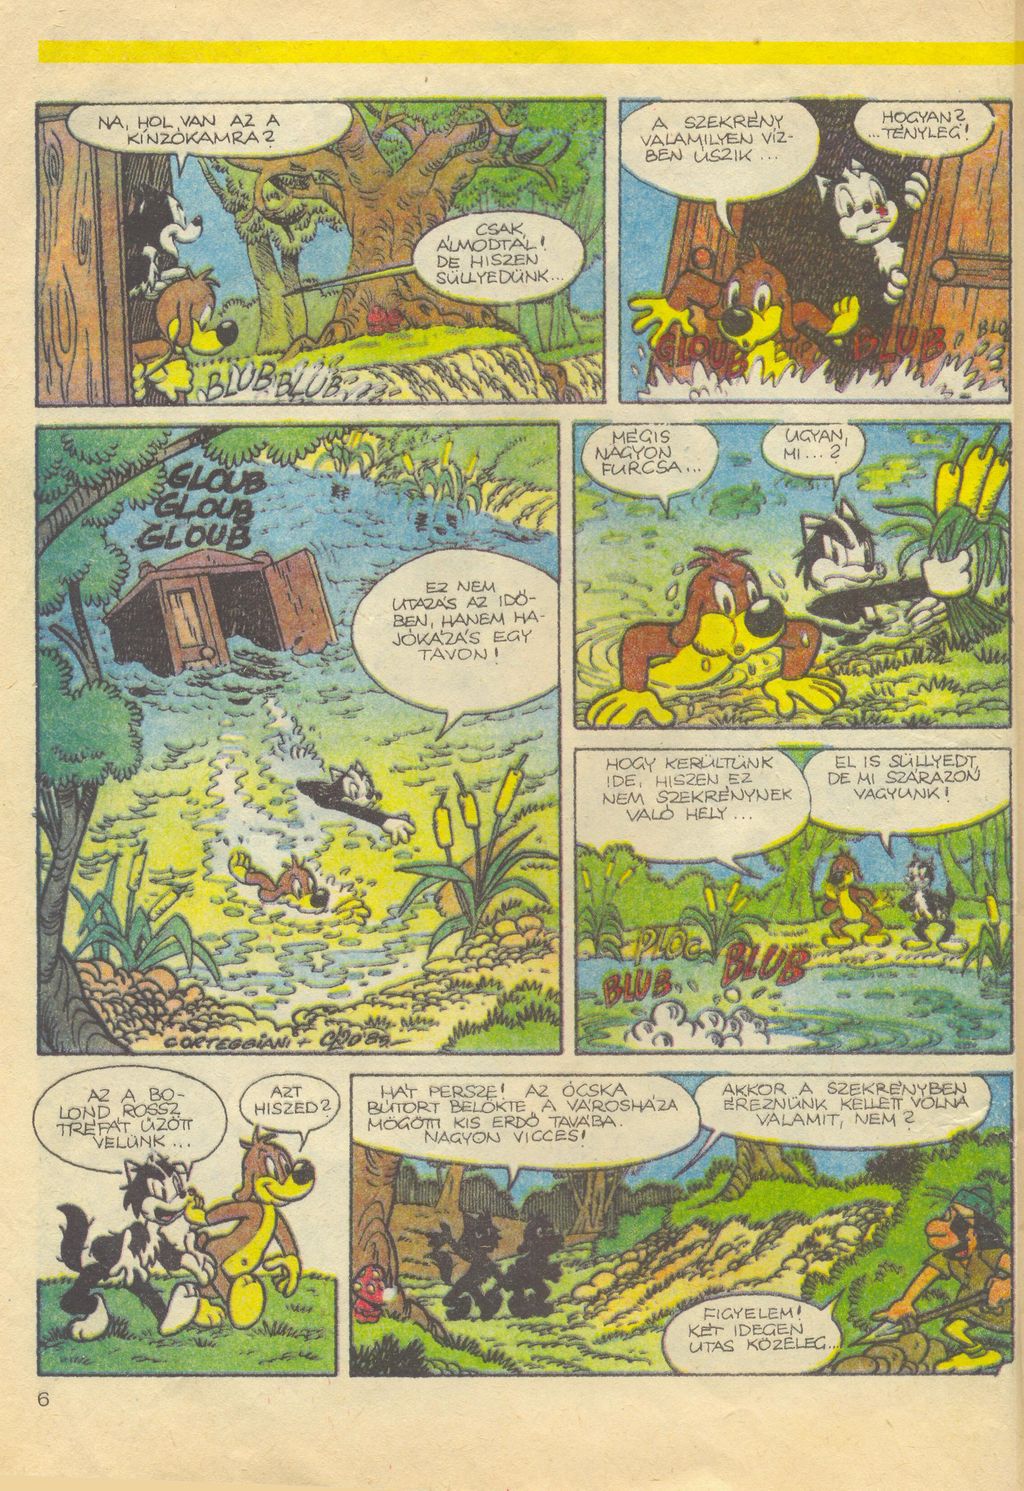 NA, HOL VAN AZ A
KÍNZÓKAMRA?
CSAK
ÁLMODTÁL!
DE HISZEN
SÜLLYEDÜNK...
BLUB BLUB
A SZEKRÉNY
VALAMILYEN VÍZ-
BEN ÚSZIK...
HOGYAN?
...TÉNYLEG!
GLOUB
BLUB
BLO
GLOUB
GLOUB
GLOUB
EZ NEM
UTAZÁS AZ IDŐ-
BEN, HANEM HA-
JÓKÁZÁS EGY
TAVON!
CORTEGGIANI +
MÉGIS
NAGYON
FURCSA...
UGYAN,
MI...?
HOGY KERÜLTÜNK
IDE, HISZEN EZ
NEM SZEKRÉNYNEK
VALÓ HELY...
EL IS SÜLLYEDT,
DE MI SZÁRAZON
VAGYUNK!
PLOC
BLUB
BLUB
AZ A BO-
LOND ROSSZ
TRÉFÁT ŰZÖTT
VELÜNK...
AZT
HISZED?
HÁT PERSZE! AZ ÓCSKA
BÚTORT BELÖKTE A VÁROSHÁZA
MÖGÖTTI KIS ERDŐ TAVÁBA.
NAGYON VICCES!
AKKOR A SZEKRÉNYBEN
ÉREZNÜNK KELLETT VOLNA
VALAMIT, NEM?
FIGYELEM!
KÉT IDEGEN
UTAS KÖZELEG...
6